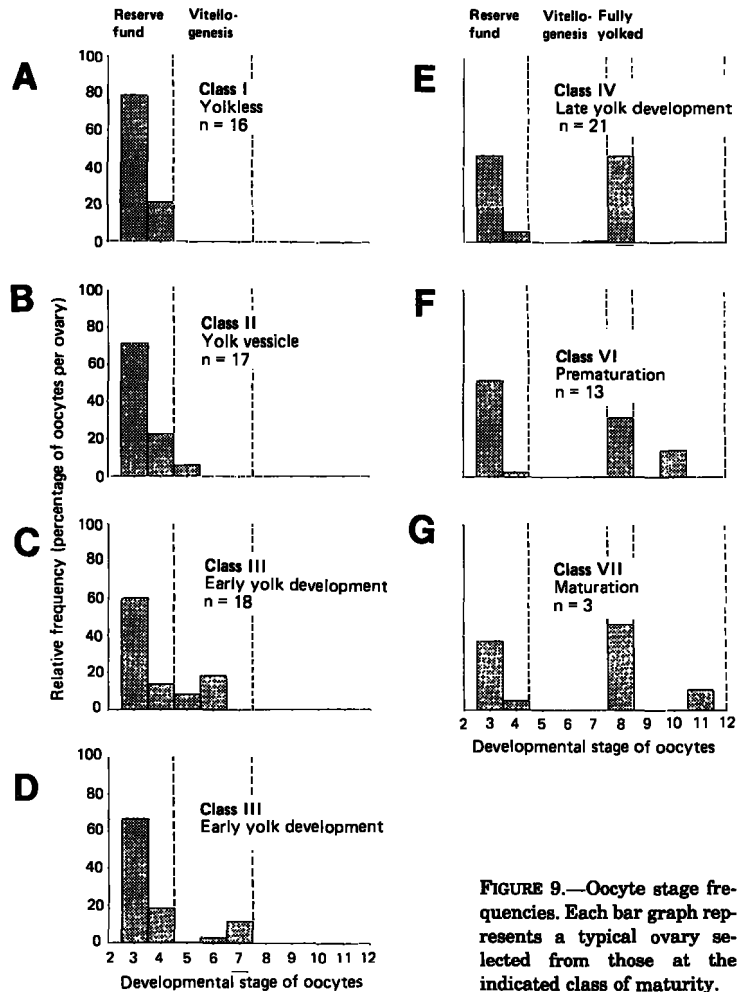 Reserve fund
Vitello-genesis
A
100
80
60
40
20
0
Class I
Yolkless
n = 16
B
100
80
60
40
20
0
Class II
Yolk vessicle
n = 17
C
100
80
60
40
20
0
Class III
Early yolk development
n = 18
D
100
80
60
40
20
0
Class III
Early yolk development
2 3 4 5 6 7 8 9 10 11 12
Developmental stage of oocytes
Relative frequency (percentage of oocytes per ovary)
Reserve fund
Vitello-genesis
Fully yolked
E
Class IV
Late yolk development
n = 21
F
Class VI
Prematuration
n = 13
G
Class VII
Maturation
n = 3
2 3 4 5 6 7 8 9 10 11 12
Developmental stage of oocytes
FIGURE 9.—Oocyte stage fre-
quencies. Each bar graph rep-
resents a typical ovary se-
lected from those at the
indicated class of maturity.